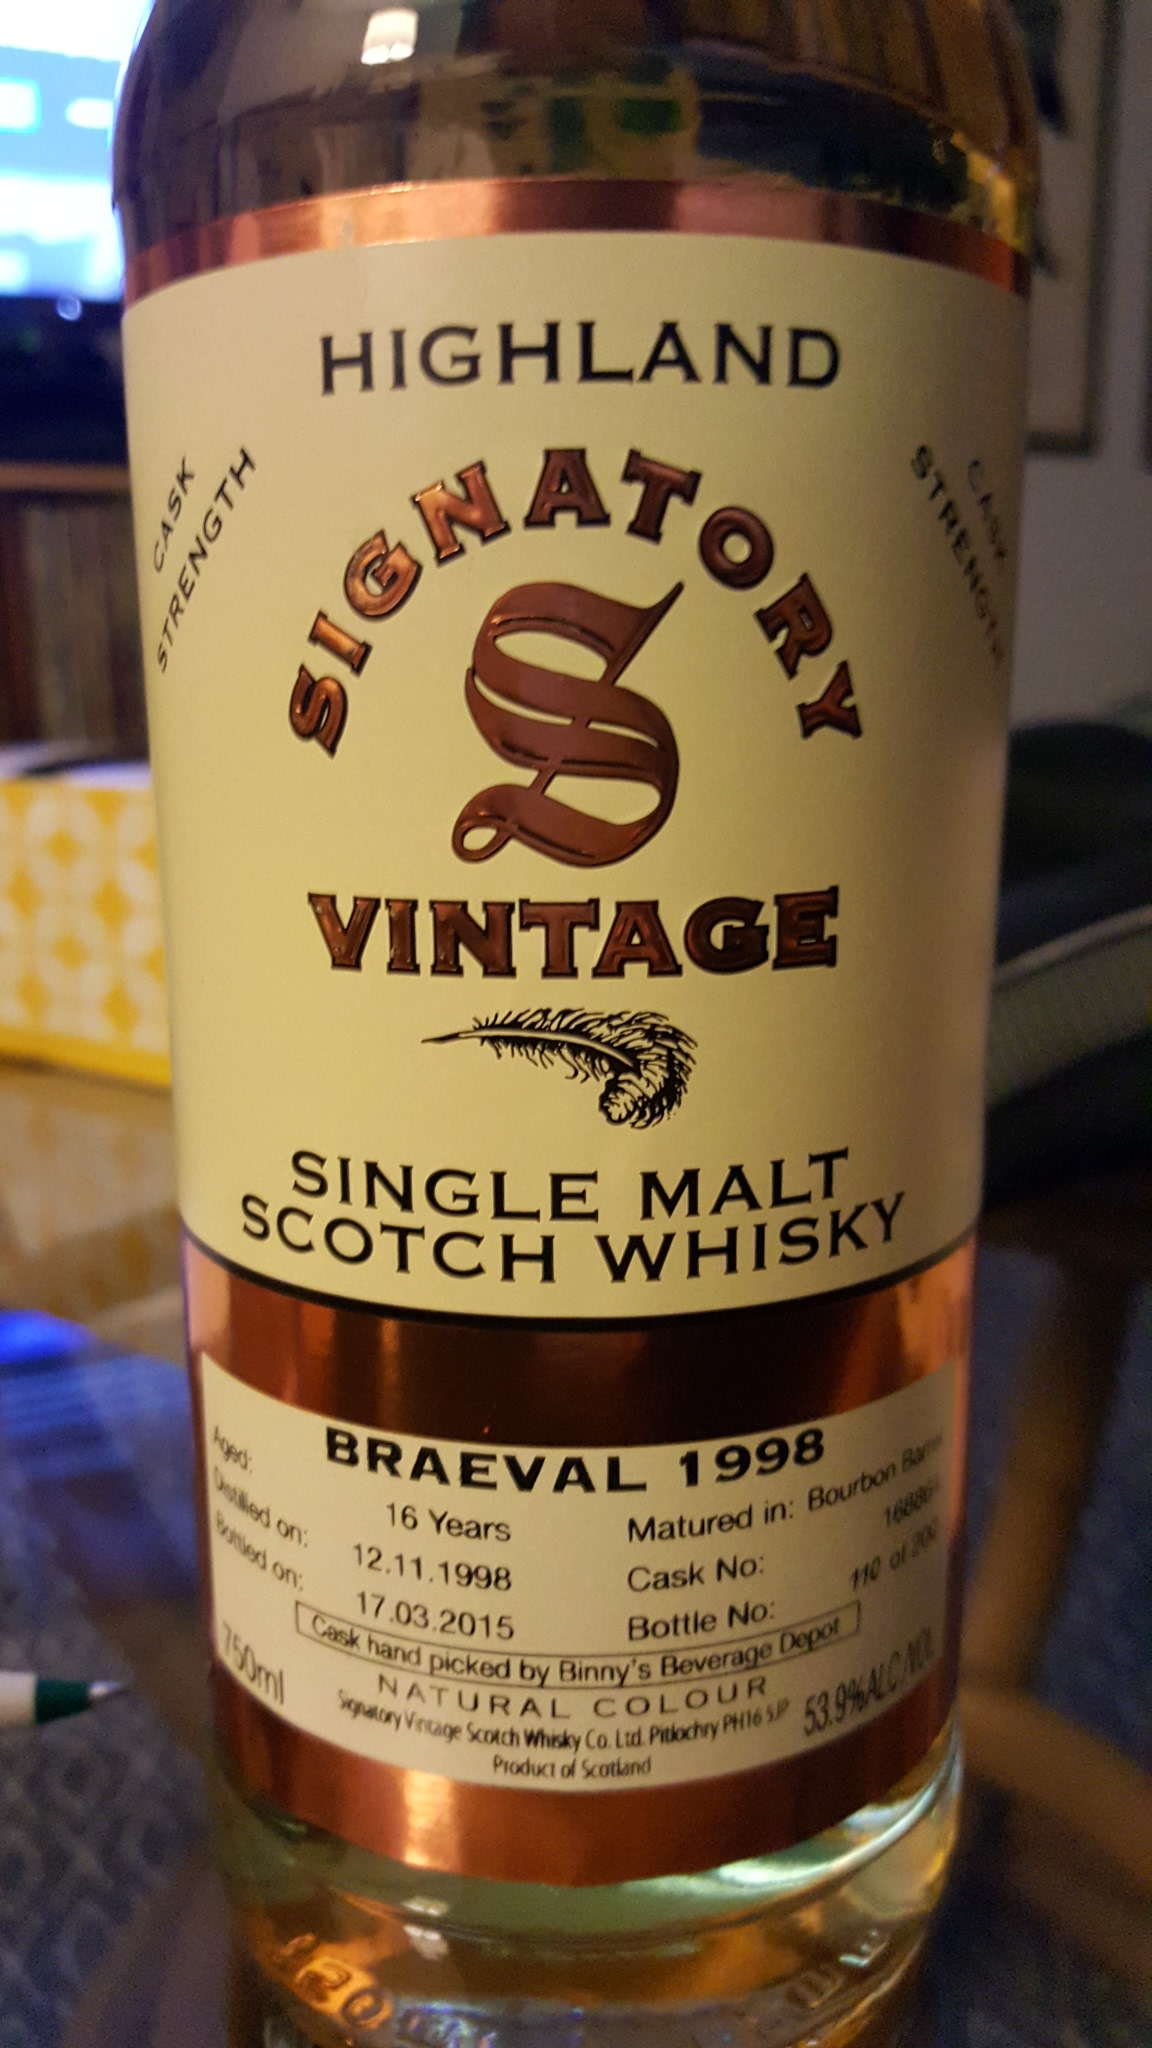 HIGHLAND
CASK
STRENGTH
CASK
STRENGTH
SIGNATORY
S
VINTAGE
SINGLE MALT
SCOTCH WHISKY
BRAEVAL 1998
Aged: 16 Years
Distilled on: 12.11.1998
Bottled on: 17.03.2015
Matured in: Bourbon
Cask No:
Bottle No: 110 of
Cask hand picked by Binny's Beverage Depot
750ml
NATURAL COLOUR
53.9%ALC./VOL
Signatory Vintage Scotch Whisky Co. Ltd. Pitlochry PH16 5JP
Product of Scotland